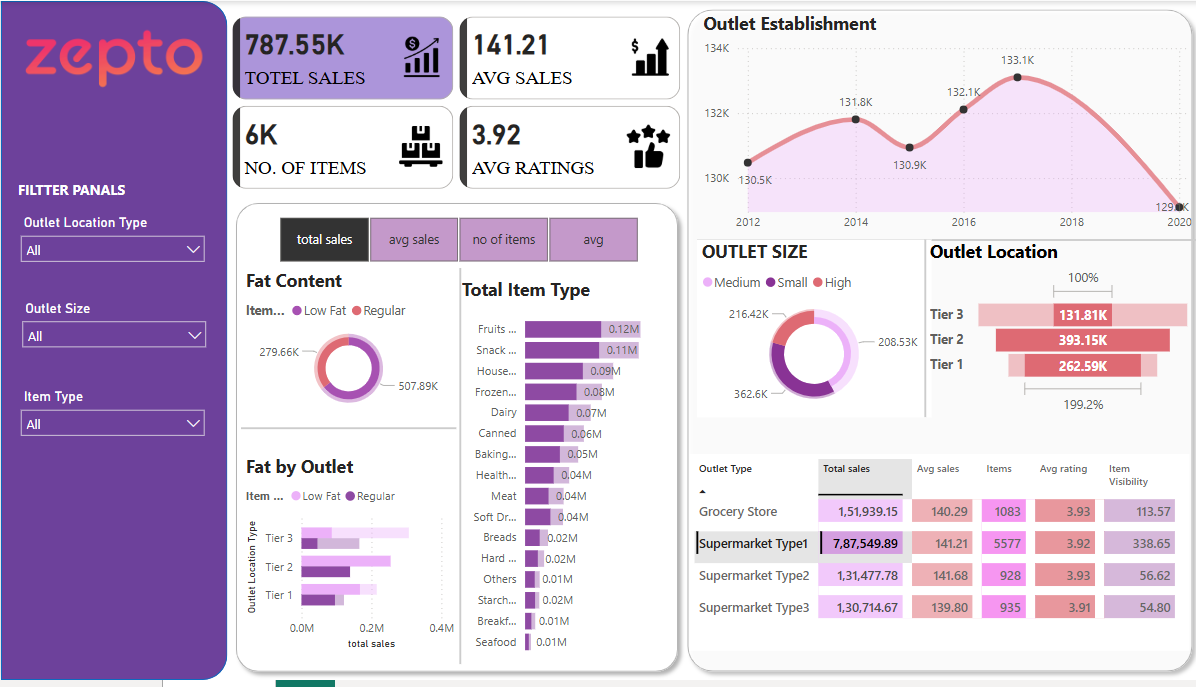 zepto
FILTTER PANALS
Outlet Location Type
All
Outlet Size
All
Item Type
All
787.55K
TOTEL SALES
141.21
AVG SALES
6K
NO. OF ITEMS
3.92
AVG RATINGS
total sales
avg sales
no of items
avg
Fat Content
Item... Low Fat Regular
279.66K
507.89K
Fat by Outlet
Item ... Low Fat Regular
Outlet Location Type
Tier 3
Tier 2
Tier 1
0.0M 0.2M 0.4M
total sales
Total Item Type
Fruits ... 0.12M
Snack ... 0.11M
House... 0.09M
Frozen... 0.08M
Dairy 0.07M
Canned 0.06M
Baking... 0.05M
Health... 0.04M
Meat 0.04M
Soft Dr... 0.04M
Breads 0.02M
Hard ... 0.02M
Others 0.01M
Starch... 0.02M
Breakf... 0.01M
Seafood 0.01M
Outlet Establishment
134K
132K
130K
130.5K
131.8K
130.9K
132.1K
133.1K
2012 2014 2016 2018 2020
OUTLET SIZE
Medium Small High
216.42K
208.53K
362.6K
Outlet Location
100%
Tier 3 131.81K
Tier 2 393.15K
Tier 1 262.59K
199.2%
Outlet Type Total sales Avg sales Items Avg rating Item Visibility
Grocery Store 1,51,939.15 140.29 1083 3.93 113.57
Supermarket Type1 7,87,549.89 141.21 5577 3.92 338.65
Supermarket Type2 1,31,477.78 141.68 928 3.93 56.62
Supermarket Type3 1,30,714.67 139.80 935 3.91 54.80